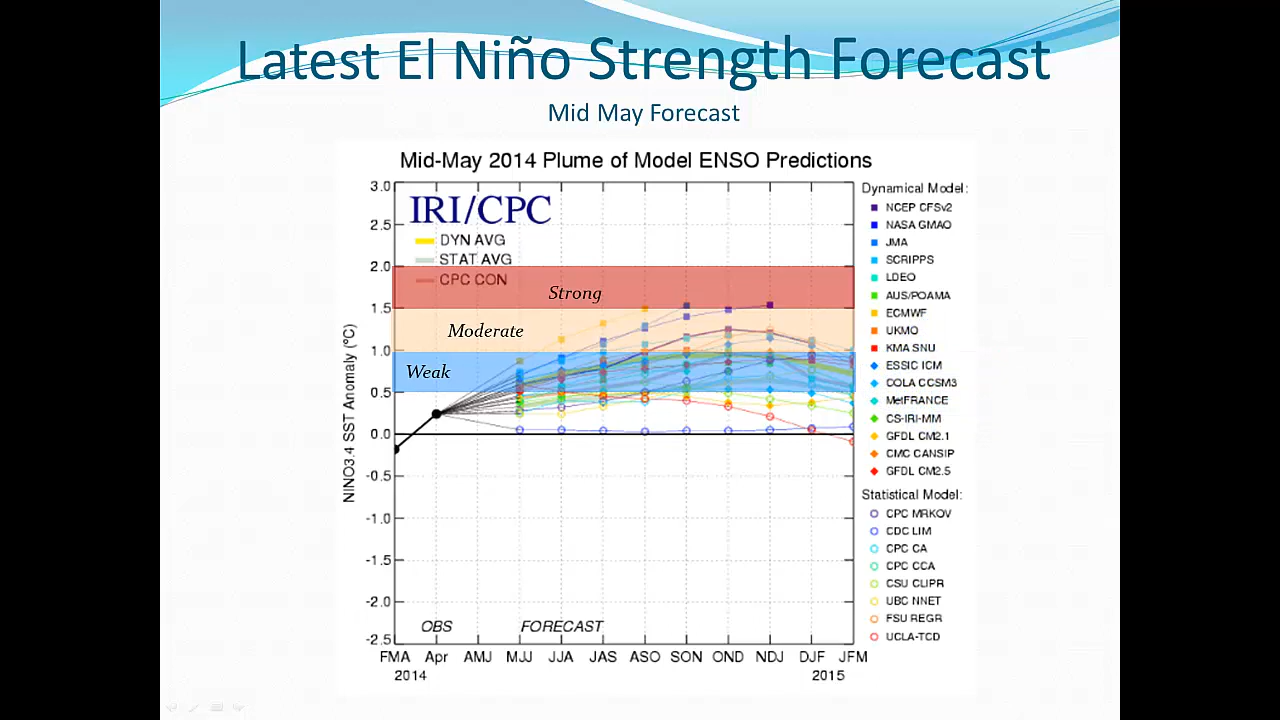 Latest El Niño Strength Forecast
Mid May Forecast
Mid-May 2014 Plume of Model ENSO Predictions
IRI/CPC
DYN AVG
STAT AVG
CPC CON
Strong
Moderate
Weak
NINO3.4 SST Anomaly (°C)
3.0
2.5
2.0
1.5
1.0
0.5
0.0
-0.5
-1.0
-1.5
-2.0
-2.5
OBS FORECAST
FMA Apr AMJ MJJ JJA JAS ASO SON OND NDJ DJF JFM
2014 2015
Dynamical Model:
NCEP CFSv2
NASA GMAO
JMA
SCRIPPS
LDEO
AUS/POAMA
ECMWF
UKMO
KMA SNU
ESSIC ICM
COLA CCSM3
MetFRANCE
CS-IRI-MM
GFDL CM2.1
CMC CANSIP
GFDL CM2.5
Statistical Model:
CPC MRKOV
CDC LIM
CPC CA
CPC CCA
CSU CLIPR
UBC NNET
FSU REGR
UCLA-TCD